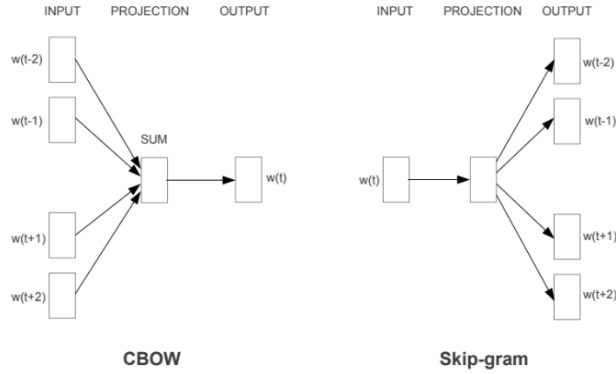 INPUT PROJECTION OUTPUT
w(t-2)
w(t-1)
SUM
w(t)
w(t+1)
w(t+2)
CBOW
INPUT PROJECTION OUTPUT
w(t-2)
w(t-1)
w(t)
w(t+1)
w(t+2)
Skip-gram